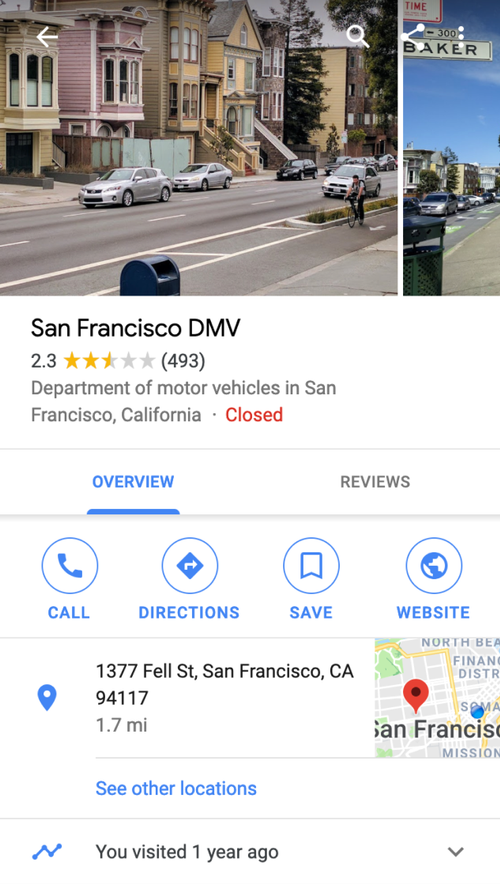 TIME
300
BAKER
San Francisco DMV
2.3 (493)
Department of motor vehicles in San
Francisco, California · Closed
OVERVIEW REVIEWS
CALL DIRECTIONS SAVE WEBSITE
1377 Fell St, San Francisco, CA
94117
1.7 mi
NORTH BEA
FINANC
DISTR
SOMA
San Francisc
MISSION
See other locations
You visited 1 year ago